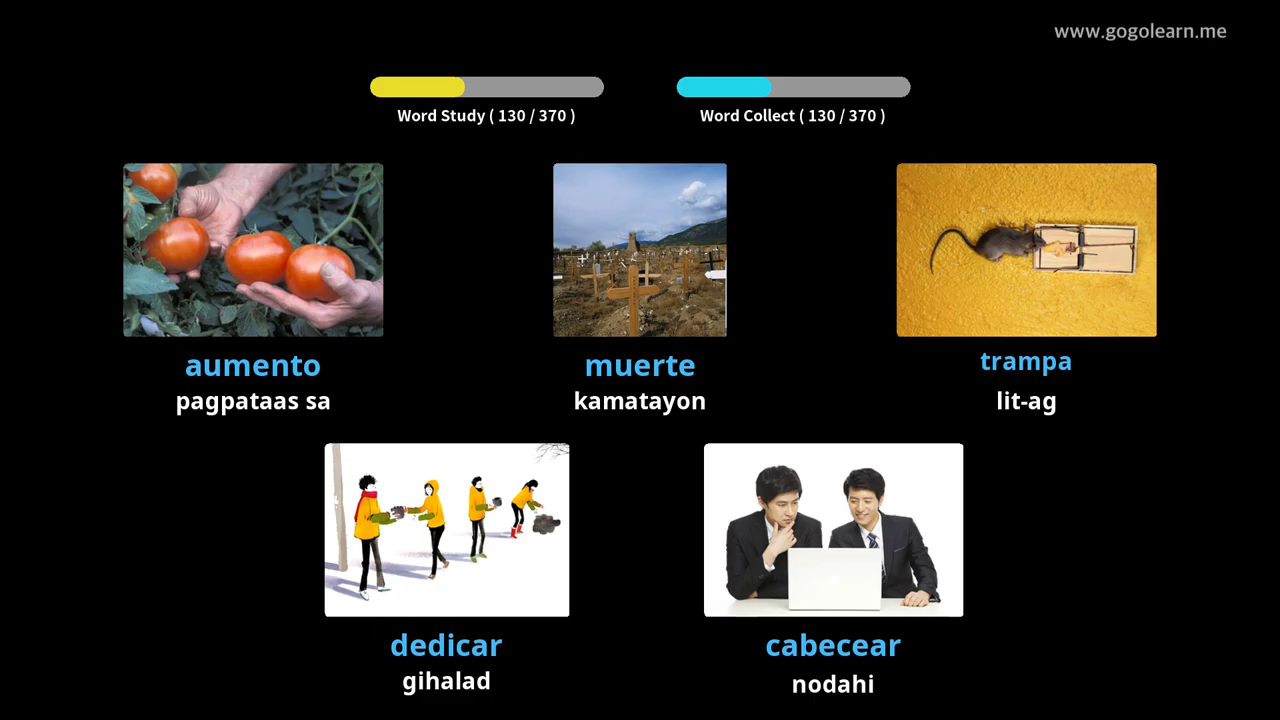 www.gogolearn.me
Word Study ( 130 / 370 )
Word Collect ( 130 / 370 )
aumento
pagpataas sa
muerte
kamatayon
trampa
lit-ag
dedicar
gihalad
cabecear
nodahi